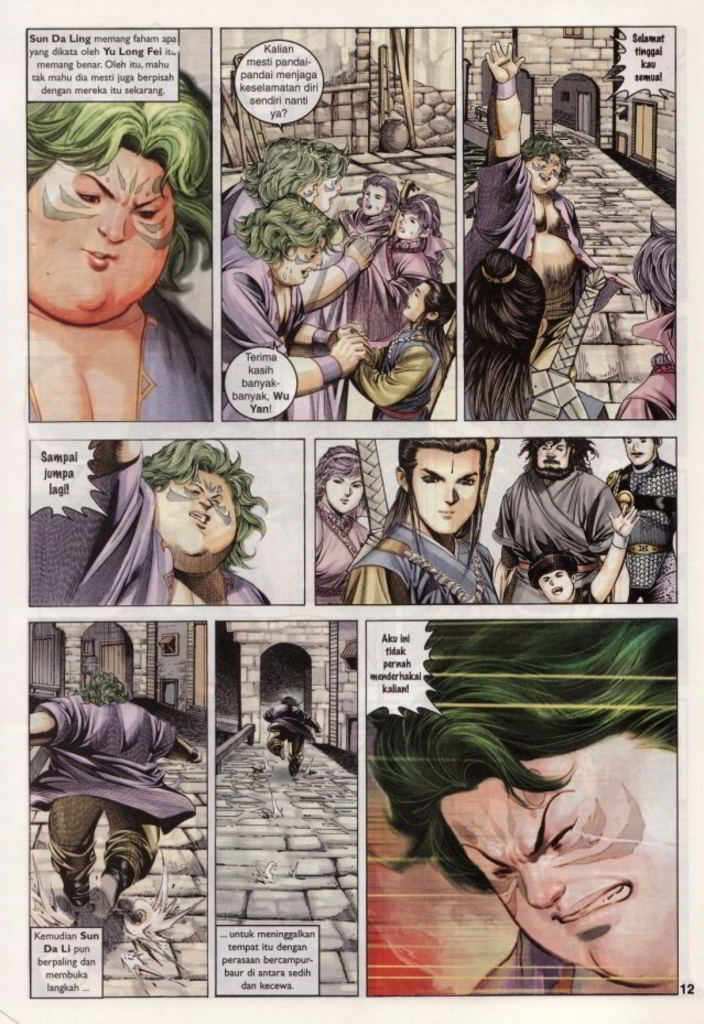 Sun Da Ling memang faham apa
yang dikata oleh Yu Long Fei itu
memang benar. Oleh itu, mahu
tak mahu dia mesti juga berpisah
dengan mereka itu sekarang.
Kalian
mesti pandai-
pandai menjaga
keselamatan diri
sendiri nanti
ya?
Terima
kasih
banyak-
banyak, Wu
Yan!
Selamat
tinggal
kau
semua!
Sampai
jumpa
lagi!
Kemudian Sun
Da Li pun
berpaling dan
membuka
langkah ...
... untuk meninggalkan
tempat itu dengan
perasaan bercampur-
baur di antara sedih
dan kecewa.
Aku ini
tidak
pernah
menderhakai
kalian!
12